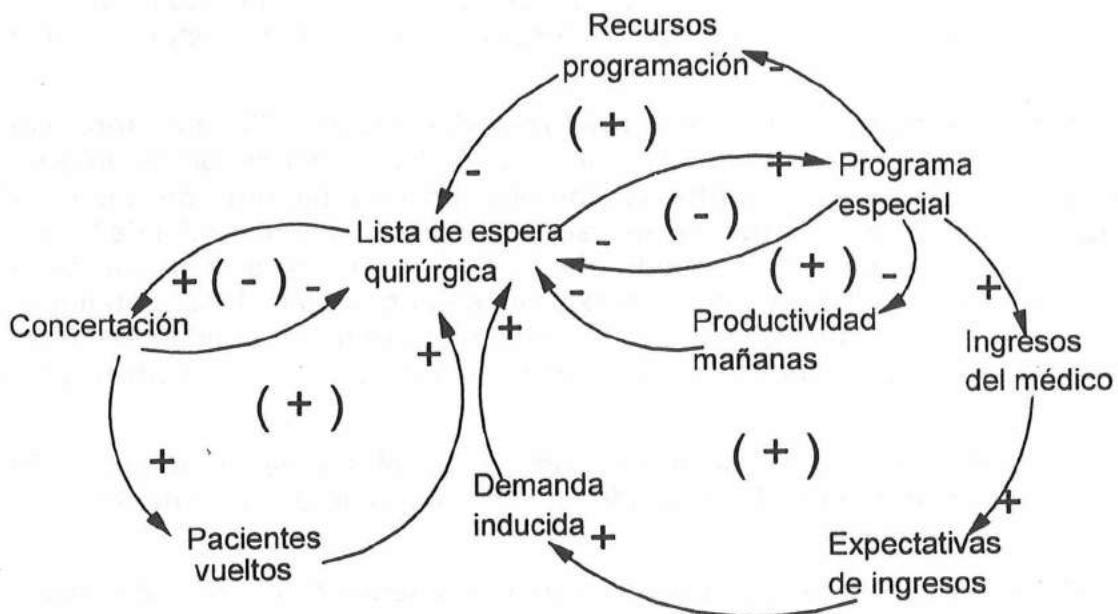 Recursos
programación -
( + )
-
+
Programa
especial
Lista de espera
quirúrgica
-
( - )
+ ( - ) -
Concertación
( + )
-
-
+
Productividad
mañanas
+
+
Ingresos
del médico
( + )
+
( + )
Demanda
inducida +
+
Pacientes
vueltos
Expectativas
de ingresos